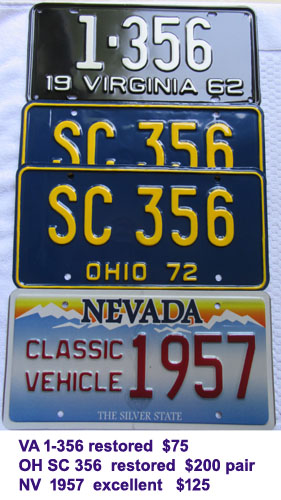 1·356
19 VIRGINIA 62
SC 356
SC 356
OHIO 72
NEVADA
CLASSIC
VEHICLE 1957
THE SILVER STATE
VA 1-356 restored $75
OH SC 356 restored $200 pair
NV 1957 excellent $125